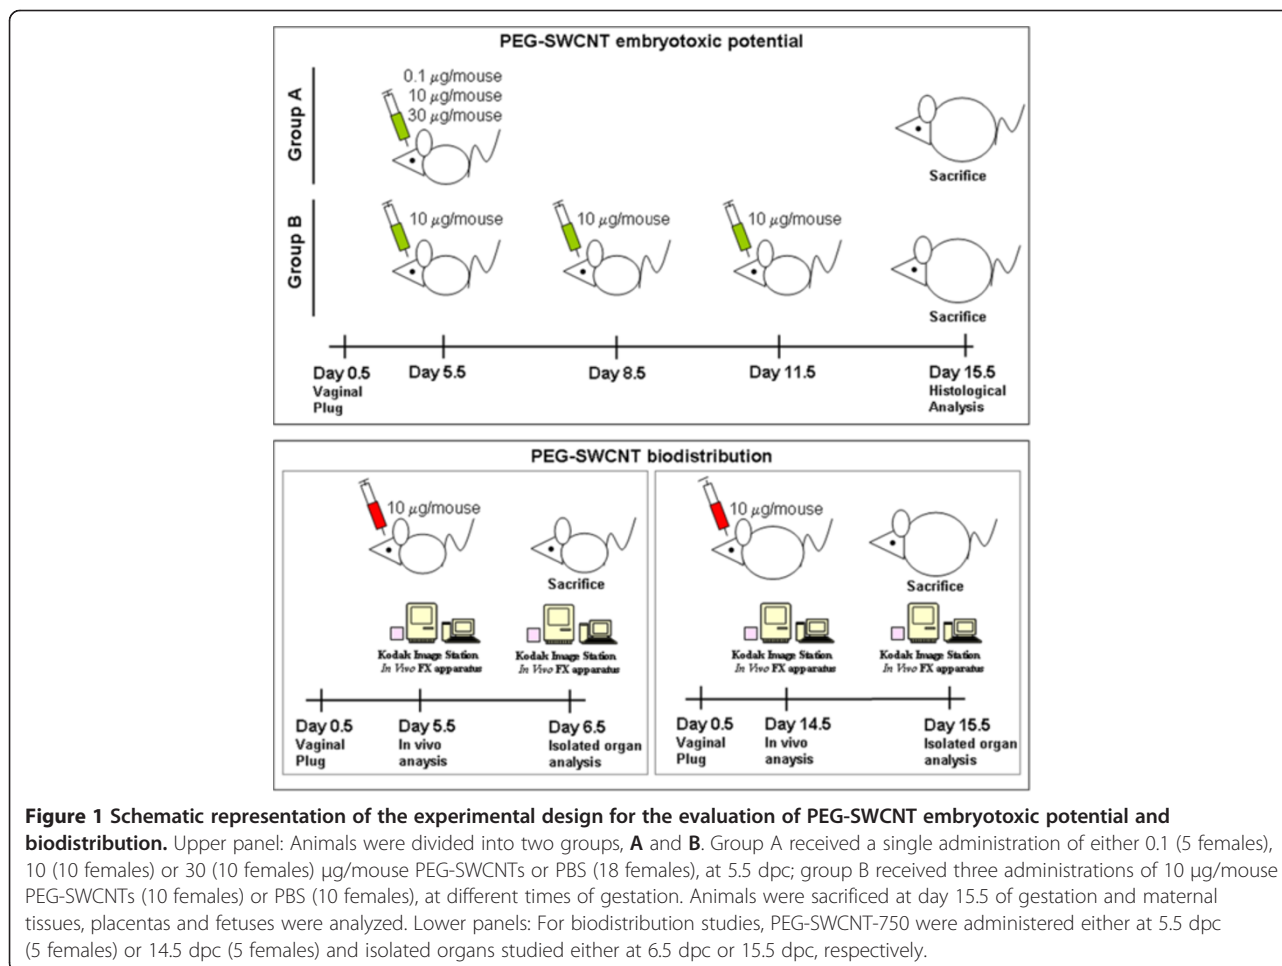 PEG-SWCNT embryotoxic potential
Group A
0.1 µg/mouse
10 µg/mouse
30 µg/mouse
Sacrifice
Group B
10 µg/mouse
10 µg/mouse
10 µg/mouse
Sacrifice
Day 0.5
Vaginal
Plug
Day 5.5
Day 8.5
Day 11.5
Day 15.5
Histological
Analysis
PEG-SWCNT biodistribution
10 µg/mouse
Sacrifice
Kodak Image Station
In Vivo FX apparatus
Kodak Image Station
In Vivo FX apparatus
Day 0.5
Vaginal
Plug
Day 5.5
In vivo
anaysis
Day 6.5
Isolated organ
analysis
10 µg/mouse
Sacrifice
Kodak Image Station
In Vivo FX apparatus
Kodak Image Station
In Vivo FX apparatus
Day 0.5
Vaginal
Plug
Day 14.5
In vivo
anaysis
Day 15.5
Isolated organ
analysis
Figure 1 Schematic representation of the experimental design for the evaluation of PEG-SWCNT embryotoxic potential and
biodistribution. Upper panel: Animals were divided into two groups, A and B. Group A received a single administration of either 0.1 (5 females),
10 (10 females) or 30 (10 females) µg/mouse PEG-SWCNTs or PBS (18 females), at 5.5 dpc; group B received three administrations of 10 µg/mouse
PEG-SWCNTs (10 females) or PBS (10 females), at different times of gestation. Animals were sacrificed at day 15.5 of gestation and maternal
tissues, placentas and fetuses were analyzed. Lower panels: For biodistribution studies, PEG-SWCNT-750 were administered either at 5.5 dpc
(5 females) or 14.5 dpc (5 females) and isolated organs studied either at 6.5 dpc or 15.5 dpc, respectively.